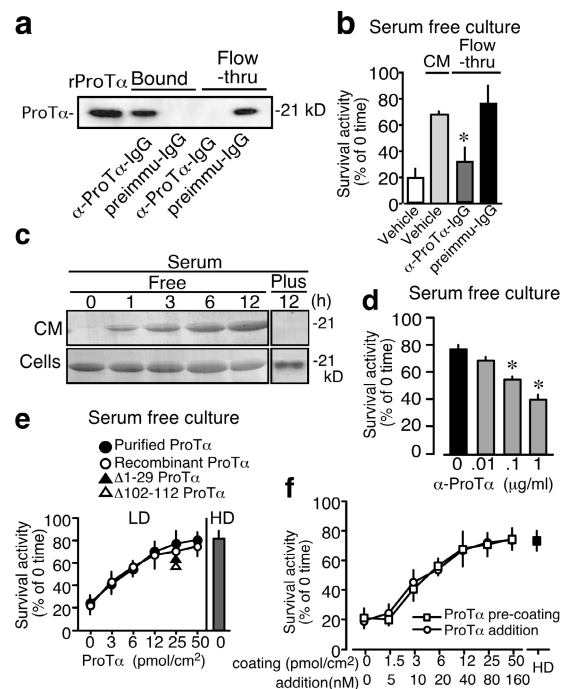 a
rProTα Bound Flow -thru
ProTα- -21 kD
α-ProTα-IgG preimmu-IgG α-ProTα-IgG preimmu-IgG
b
Serum free culture
CM Flow -thru
Survival activity (% of 0 time)
100
80
60
40
20
0
*
Vehicle Vehicle α-ProTα-IgG preimmu-IgG
c
Serum
Free Plus
0 1 3 6 12 12 (h)
CM -21
Cells -21 kD
d
Serum free culture
Survival activity (% of 0 time)
100
80
60
40
20
0
* *
0 .01 .1 1
α-ProTα (μg/ml)
e
Serum free culture
Purified ProTα
Recombinant ProTα
Δ1-29 ProTα
Δ102-112 ProTα
LD HD
Survival activity (% of 0 time)
100
80
60
40
20
0
0 3 6 12 25 50 0
ProTα (pmol/cm²)
f
Survival activity (% of 0 time)
100
80
60
40
20
0
ProTα pre-coating
ProTα addition
coating (pmol/cm²) 0 1.5 3 6 12 25 50 HD
addition(nM) 0 5 10 20 40 80 160